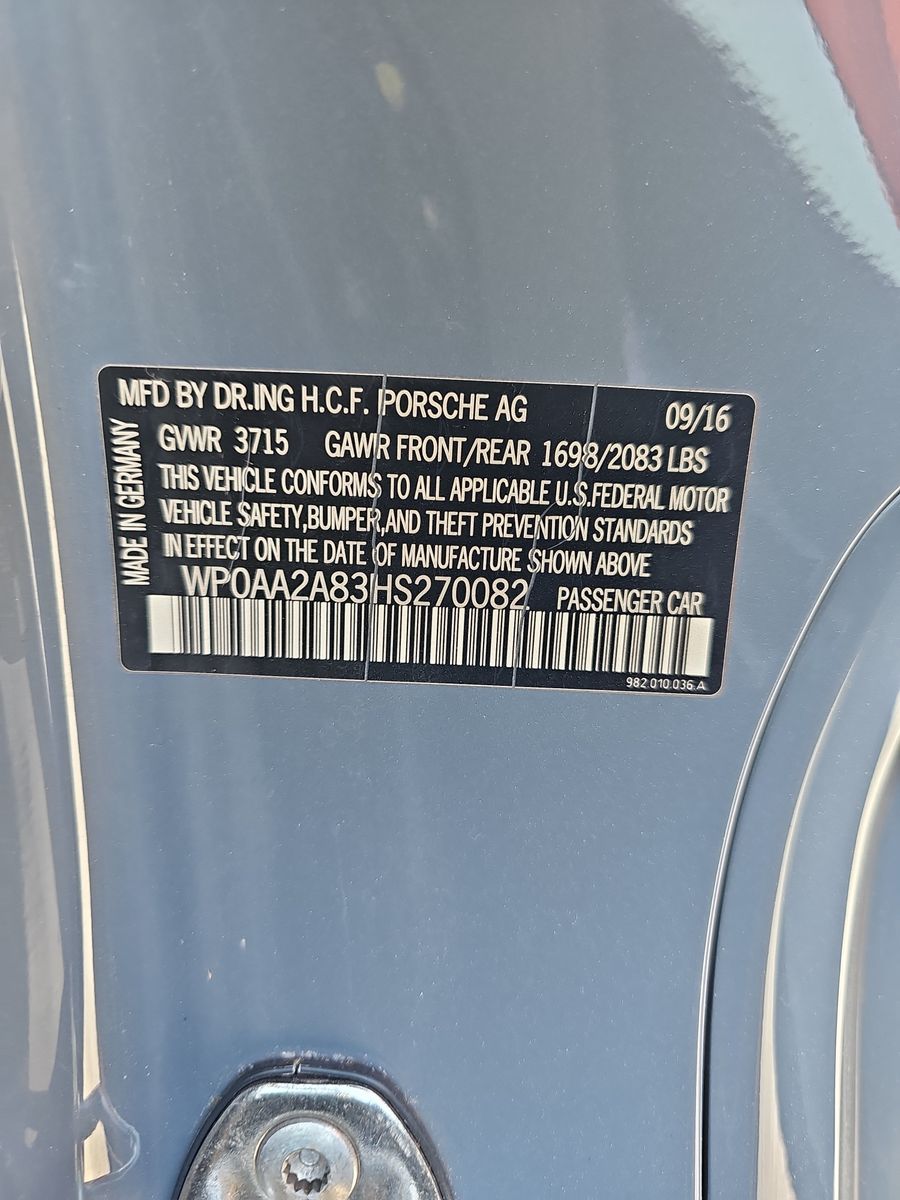 MFD BY DR.ING H.C.F. PORSCHE AG 09/16
GVWR 3715 GAWR FRONT/REAR 1698/2083 LBS
THIS VEHICLE CONFORMS TO ALL APPLICABLE U.S.FEDERAL MOTOR
VEHICLE SAFETY,BUMPER,AND THEFT PREVENTION STANDARDS
IN EFFECT ON THE DATE OF MANUFACTURE SHOWN ABOVE
WP0AA2A83HS270082 PASSENGER CAR
982.010.036.A
MADE IN GERMANY